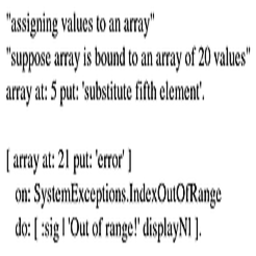 "assigning values to an array"
"suppose array is bound to an array of 20 values"
array at: 5 put: 'substitute fifth element'.
[ array at: 21 put: 'error' ]
on: SystemExceptions.IndexOutOfRange
do: [ :sig | 'Out of range!' displayNl ].